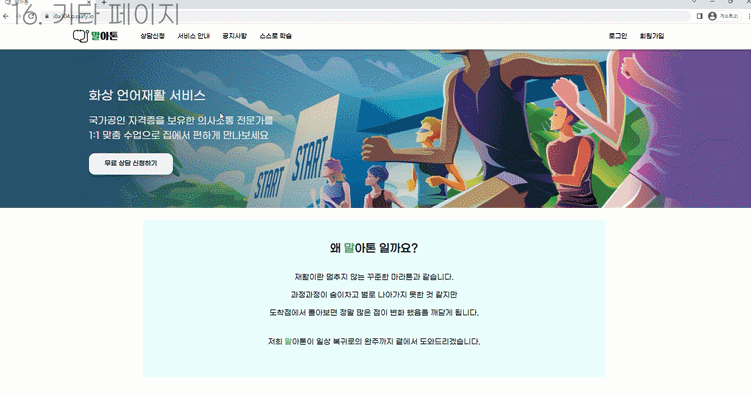 16. 기타 페이지
말아톤
상담신청 서비스 안내 공지사항 스스로 학습
로그인 회원가입
화상 언어재활 서비스
국가공인 자격증을 보유한 의사소통 전문가를
1:1 맞춤 수업으로 집에서 편하게 만나보세요
무료 상담 신청하기
START
START
왜 말아톤 일까요?
재활이란 멈추지 않는 꾸준한 마라톤과 같습니다.
과정과정이 숨이차고 별로 나아가지 못한 것 같지만
도착점에서 돌아보면 정말 많은 점이 변화 했음을 깨닫게 됩니다.
저희 말아톤이 일상 복귀로의 완주까지 곁에서 도와드리겠습니다.